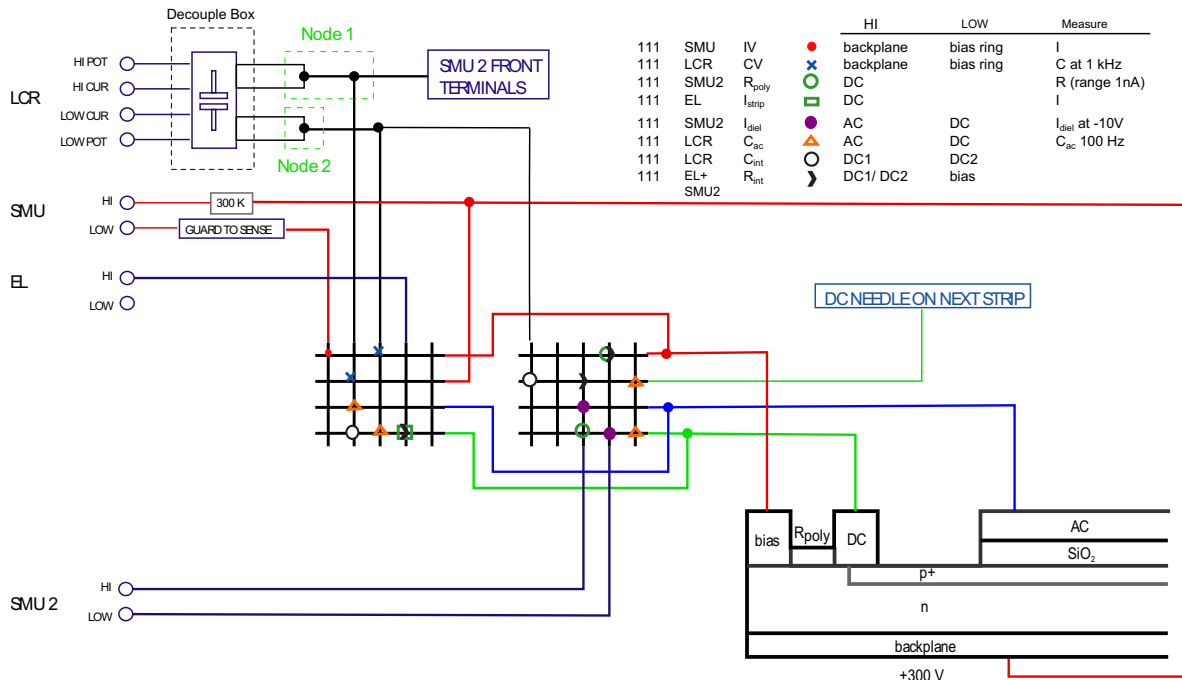 Decouple Box
Node 1
HI POT
HI CUR
LCR
LOW CUR
LOW POT
Node 2
SMU 2 FRONT
TERMINALS
HI LOW Measure
111 SMU IV backplane bias ring I
111 LCR CV backplane bias ring C at 1 kHz
111 SMU2 Rpoly DC R (range 1nA)
111 EL Istrip DC I
111 SMU2 Idiel AC DC Idiel at -10V
111 LCR Cac AC DC Cac 100 Hz
111 LCR Cint DC1 DC2
111 EL+ Rint DC1/ DC2 bias
SMU2
SMU
HI
300 K
LOW
GUARD TO SENSE
EL
HI
LOW
DC NEEDLE ON NEXT STRIP
bias Rpoly DC
AC
SiO2
p+
n
backplane
+300 V
SMU 2
HI
LOW